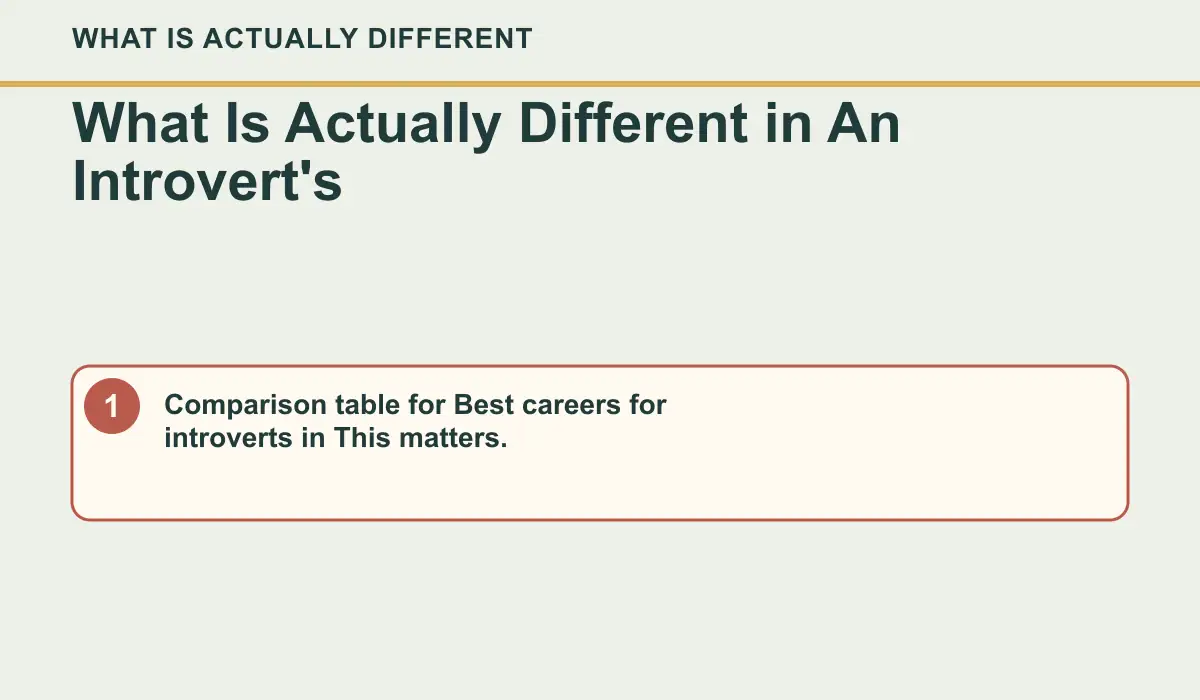 WHAT IS ACTUALLY DIFFERENT
What Is Actually Different in An
Introvert's
1
Comparison table for Best careers for
introverts in This matters.